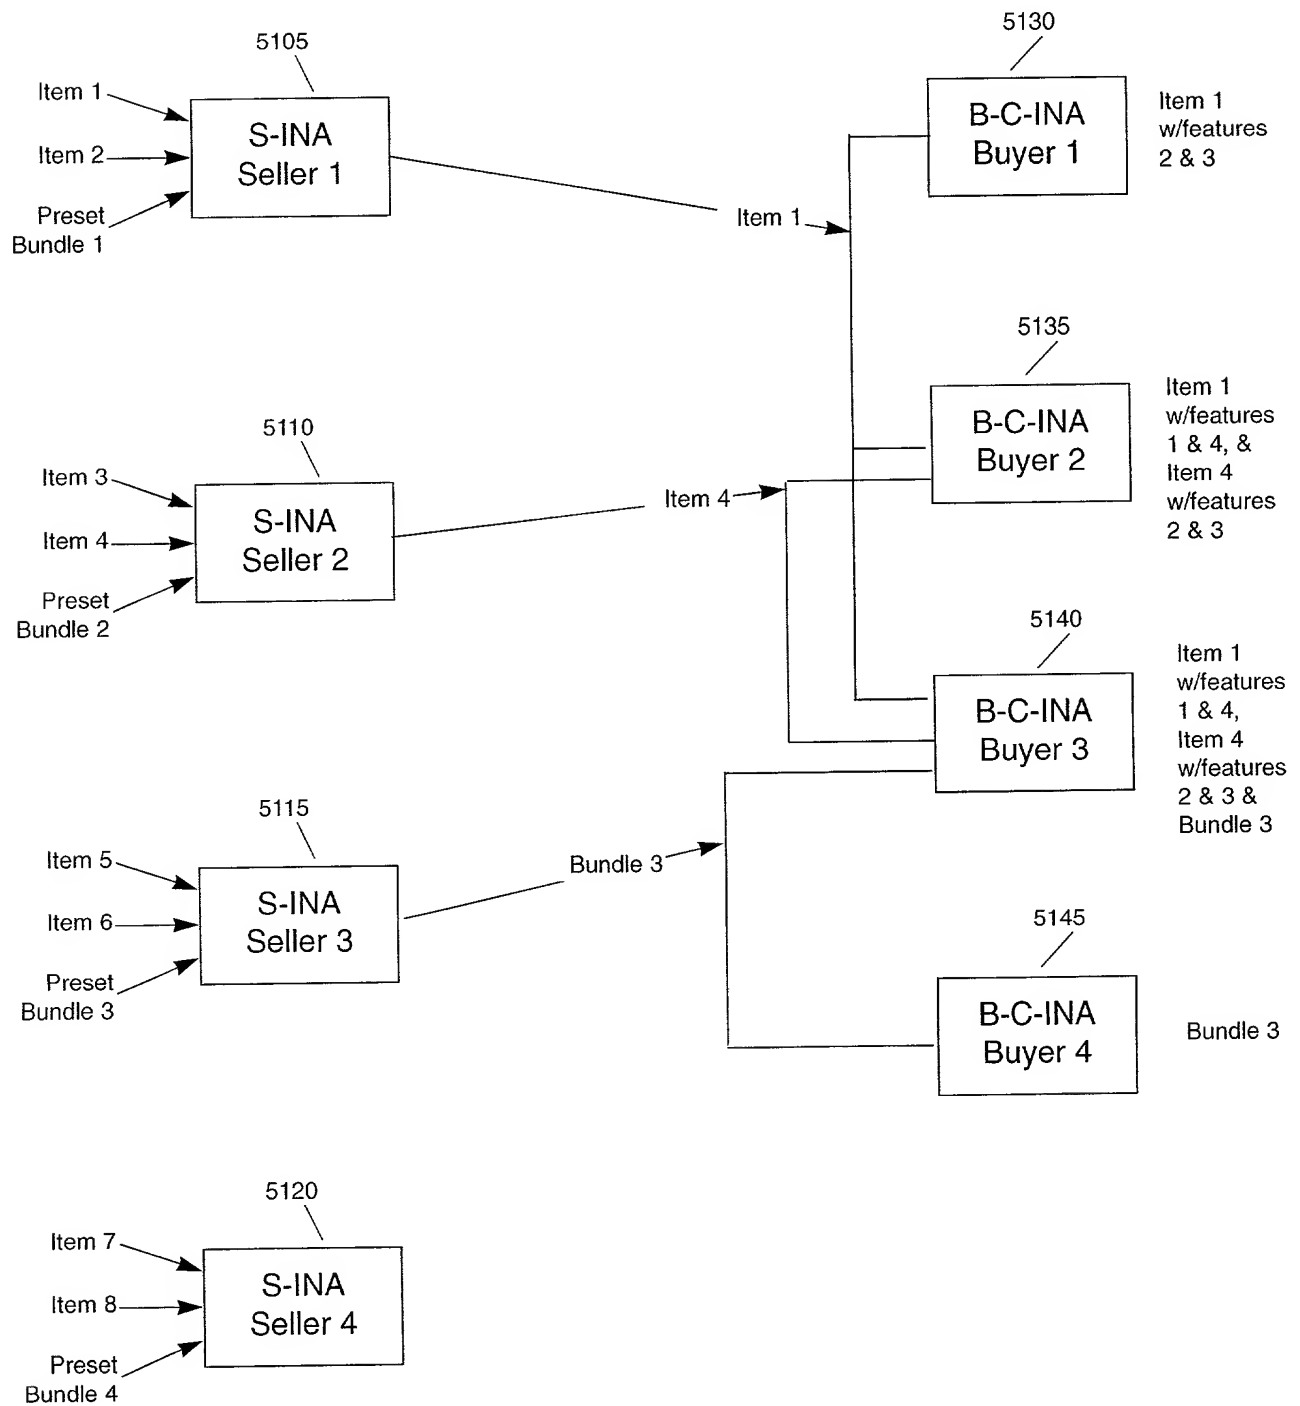 5105
Item 1
Item 2
Preset
Bundle 1
S-INA
Seller 1
Item 1
5130
B-C-INA
Buyer 1
Item 1
w/features
2 & 3
5110
Item 3
Item 4
Preset
Bundle 2
S-INA
Seller 2
Item 4
5135
B-C-INA
Buyer 2
Item 1
w/features
1 & 4, &
Item 4
w/features
2 & 3
5140
B-C-INA
Buyer 3
Item 1
w/features
1 & 4,
Item 4
w/features
2 & 3 &
Bundle 3
5115
Item 5
Item 6
Preset
Bundle 3
S-INA
Seller 3
Bundle 3
5145
B-C-INA
Buyer 4
Bundle 3
5120
Item 7
Item 8
Preset
Bundle 4
S-INA
Seller 4